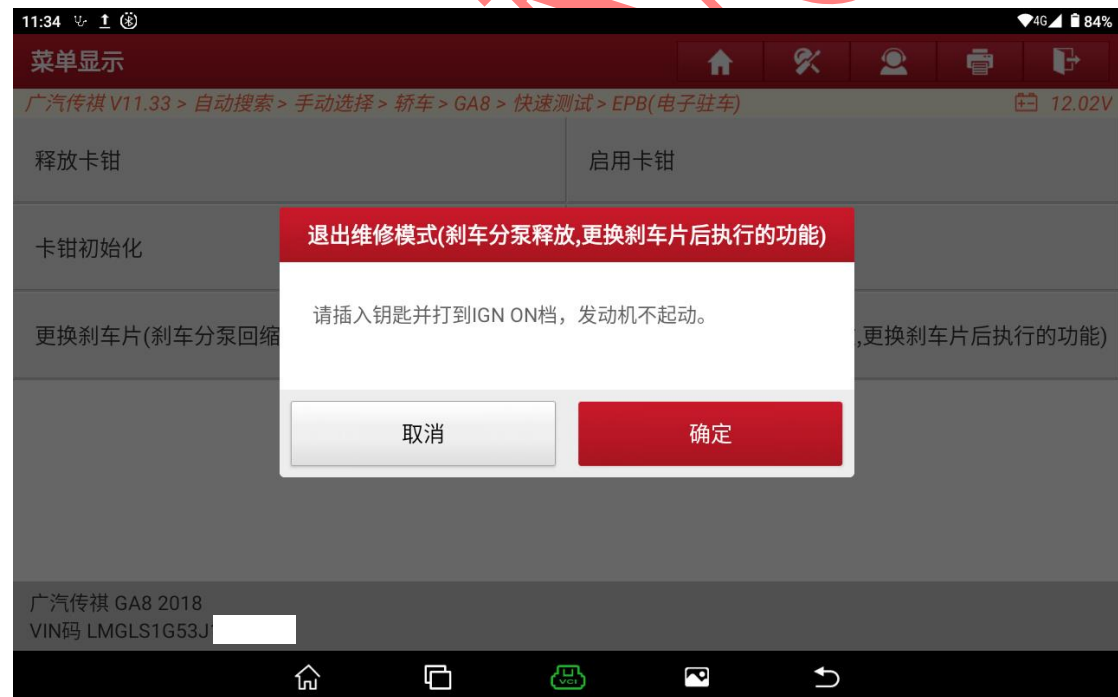 11:34 4G 84%
菜单显示
广汽传祺 V11.33 > 自动搜索 > 手动选择 > 轿车 > GA8 > 快速测试 > EPB(电子驻车) 12.02V
释放卡钳 启用卡钳
退出维修模式(刹车分泵释放,更换刹车片后执行的功能)
卡钳初始化
请插入钥匙并打到IGN ON档，发动机不起动。
更换刹车片(刹车分泵回缩 ,更换刹车片后执行的功能)
取消 确定
广汽传祺 GA8 2018
VIN码 LMGLS1G53J
VCI